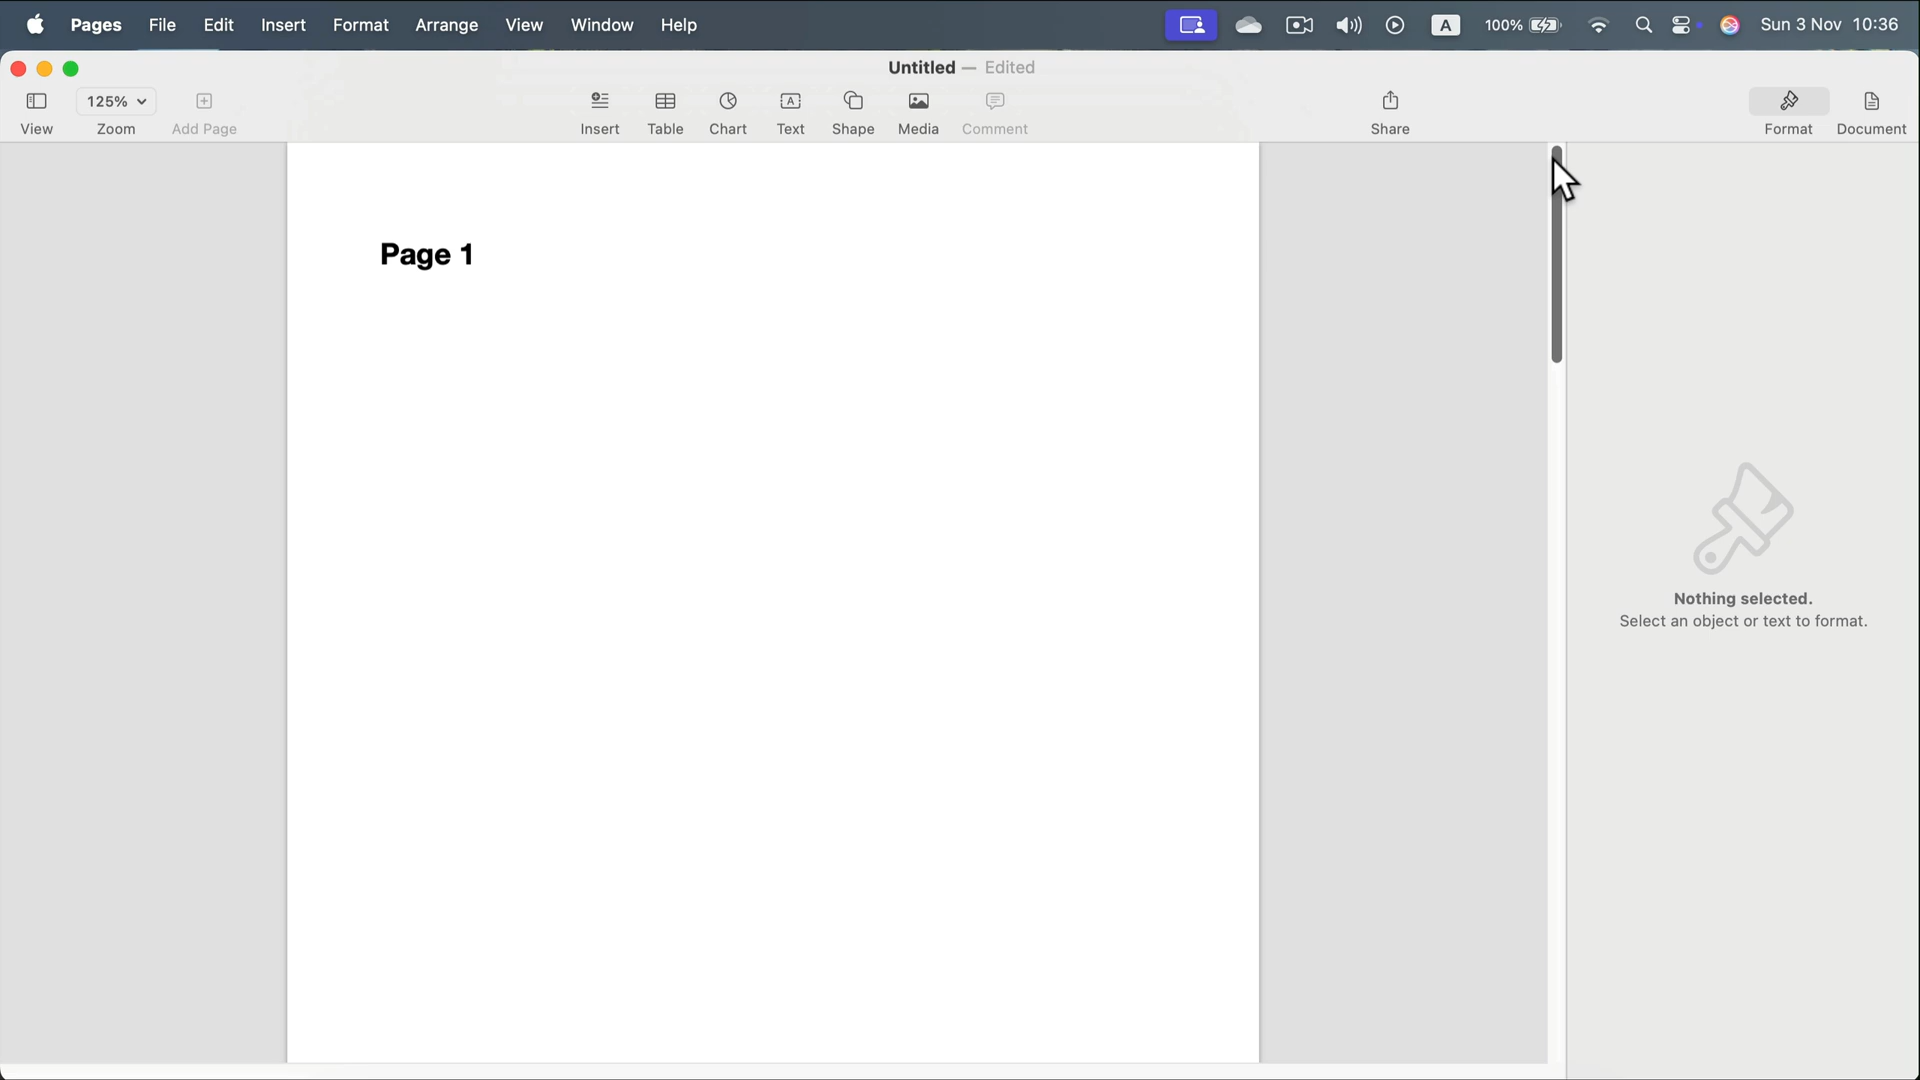 Pages File Edit Insert Format Arrange View Window Help A 100% Sun 3 Nov 10:36
Untitled — Edited
125%
View Zoom Add Page Insert Table Chart Text Shape Media Comment Share Format Document
Page 1
Nothing selected.
Select an object or text to format.